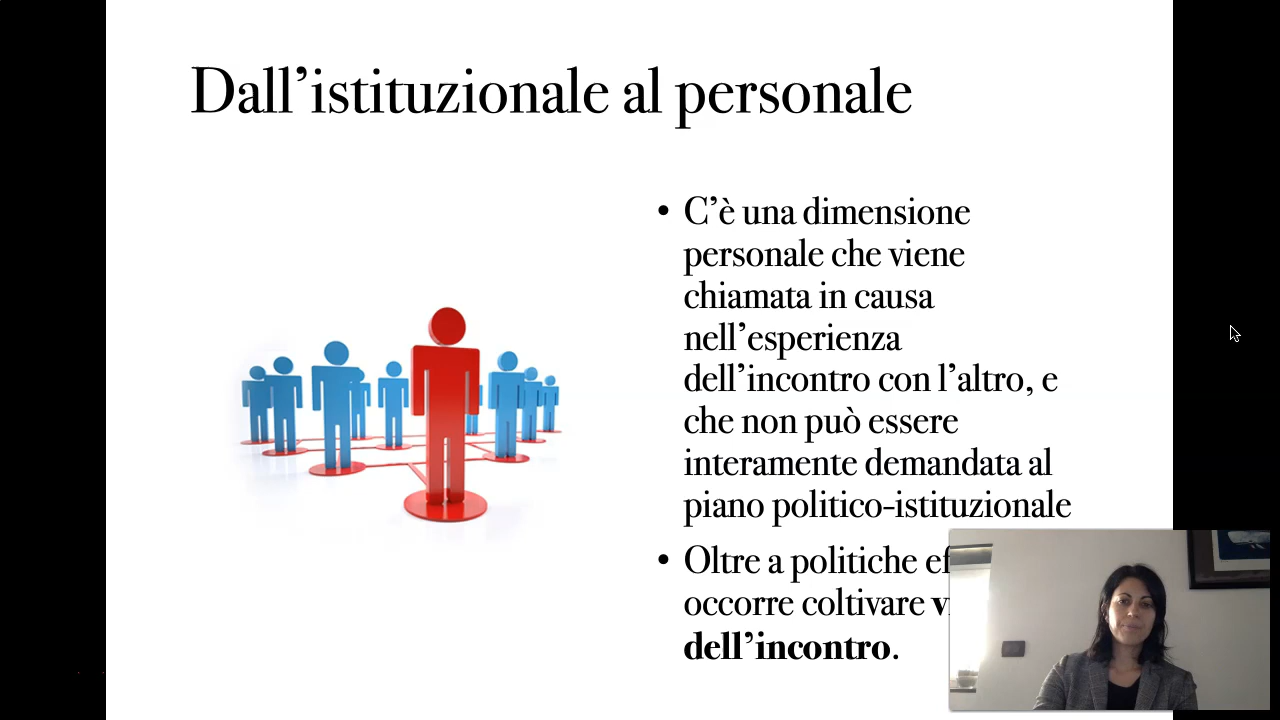 Dall’istituzionale al personale
• C’è una dimensione
personale che viene
chiamata in causa
nell’esperienza
dell’incontro con l’altro, e
che non può essere
interamente demandata al
piano politico-istituzionale
• Oltre a politiche
occorre coltivare
dell’incontro.